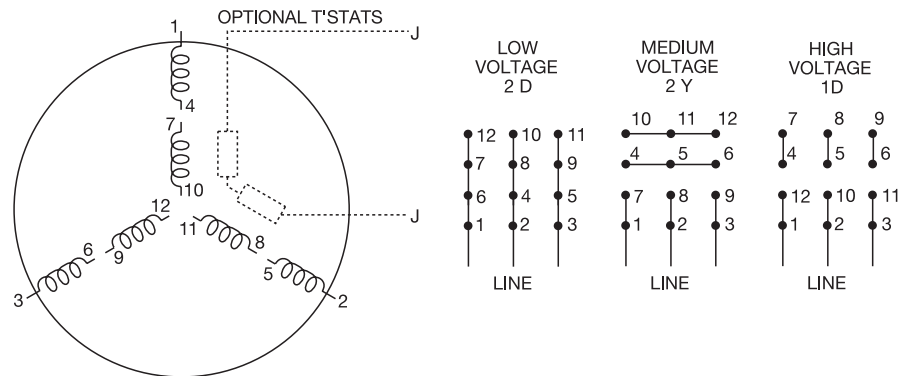 OPTIONAL T'STATS
J
1
4
7
10
12
11
6
9
8
5
3
2
J
LOW VOLTAGE 2 D
12 10 11
7 8 9
6 4 5
1 2 3
LINE
MEDIUM VOLTAGE 2 Y
10 11 12
4 5 6
7 8 9
1 2 3
LINE
HIGH VOLTAGE 1D
7 8 9
4 5 6
12 10 11
1 2 3
LINE